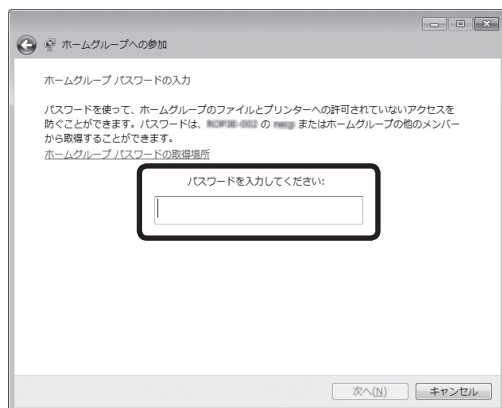 ホームグループへの参加
ホームグループ パスワードの入力
パスワードを使って、ホームグループのファイルとプリンターへの許可されていないアクセスを
防ぐことができます。パスワードは、 の またはホームグループの他のメンバー
から取得することができます。
ホームグループ パスワードの取得場所
パスワードを入力してください:
次へ(N)
キャンセル